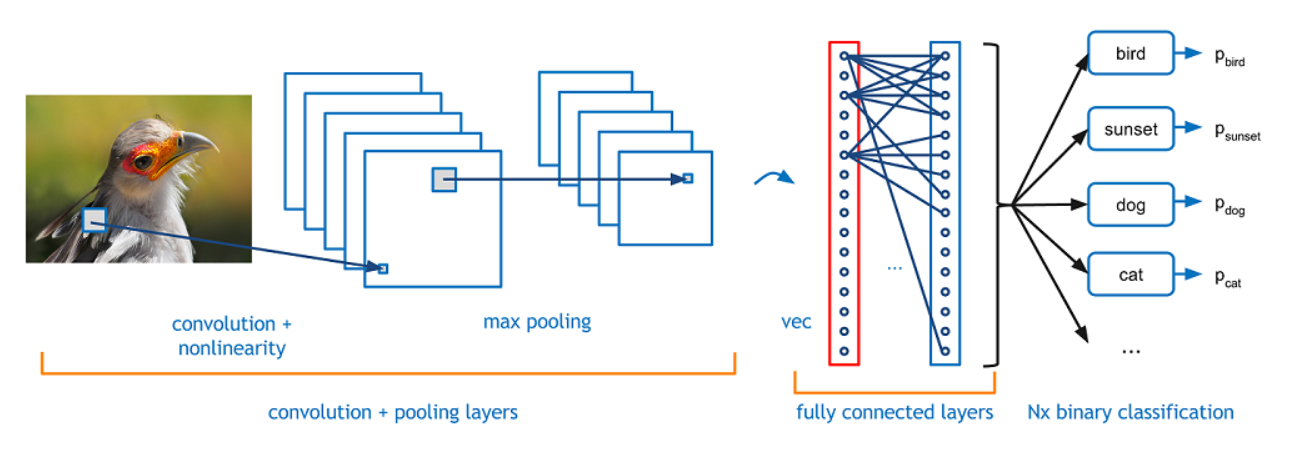 bird
p_bird
sunset
p_sunset
dog
p_dog
cat
p_cat
...
...
convolution +
nonlinearity
max pooling
vec
convolution + pooling layers
fully connected layers
Nx binary classification